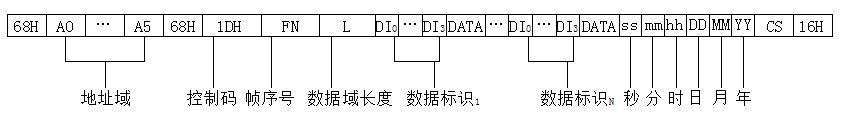 68H A0 … A5 68H 1DH FN L DI₀ … DI₃ DATA … DI₀ … DI₃ DATA ss mm hh DD MM YY CS 16H
地址域 控制码 帧序号 数据域长度 数据标识₁ 数据标识ₙ 秒 分 时 日 月 年